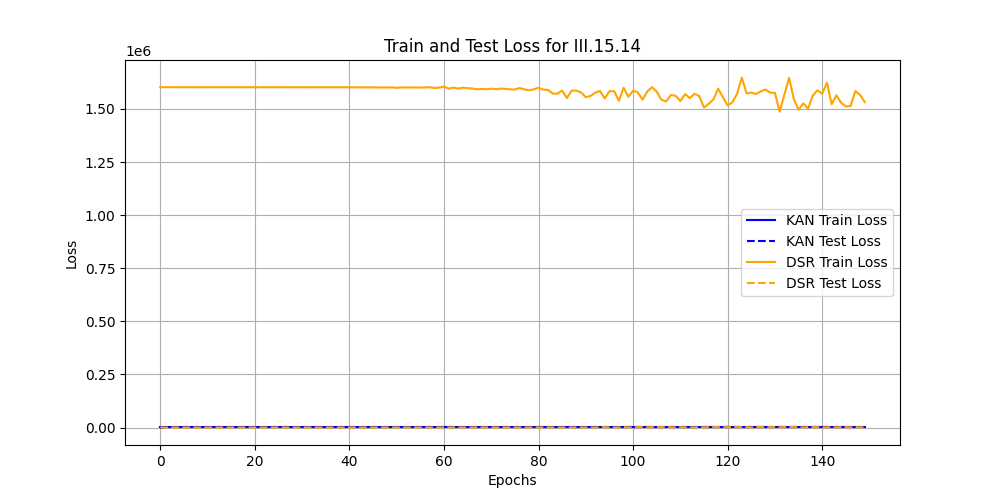 Train and Test Loss for III.15.14
1e6
1.50
1.25
1.00
0.75
0.50
0.25
0.00
Loss
KAN Train Loss
KAN Test Loss
DSR Train Loss
DSR Test Loss
0 20 40 60 80 100 120 140
Epochs